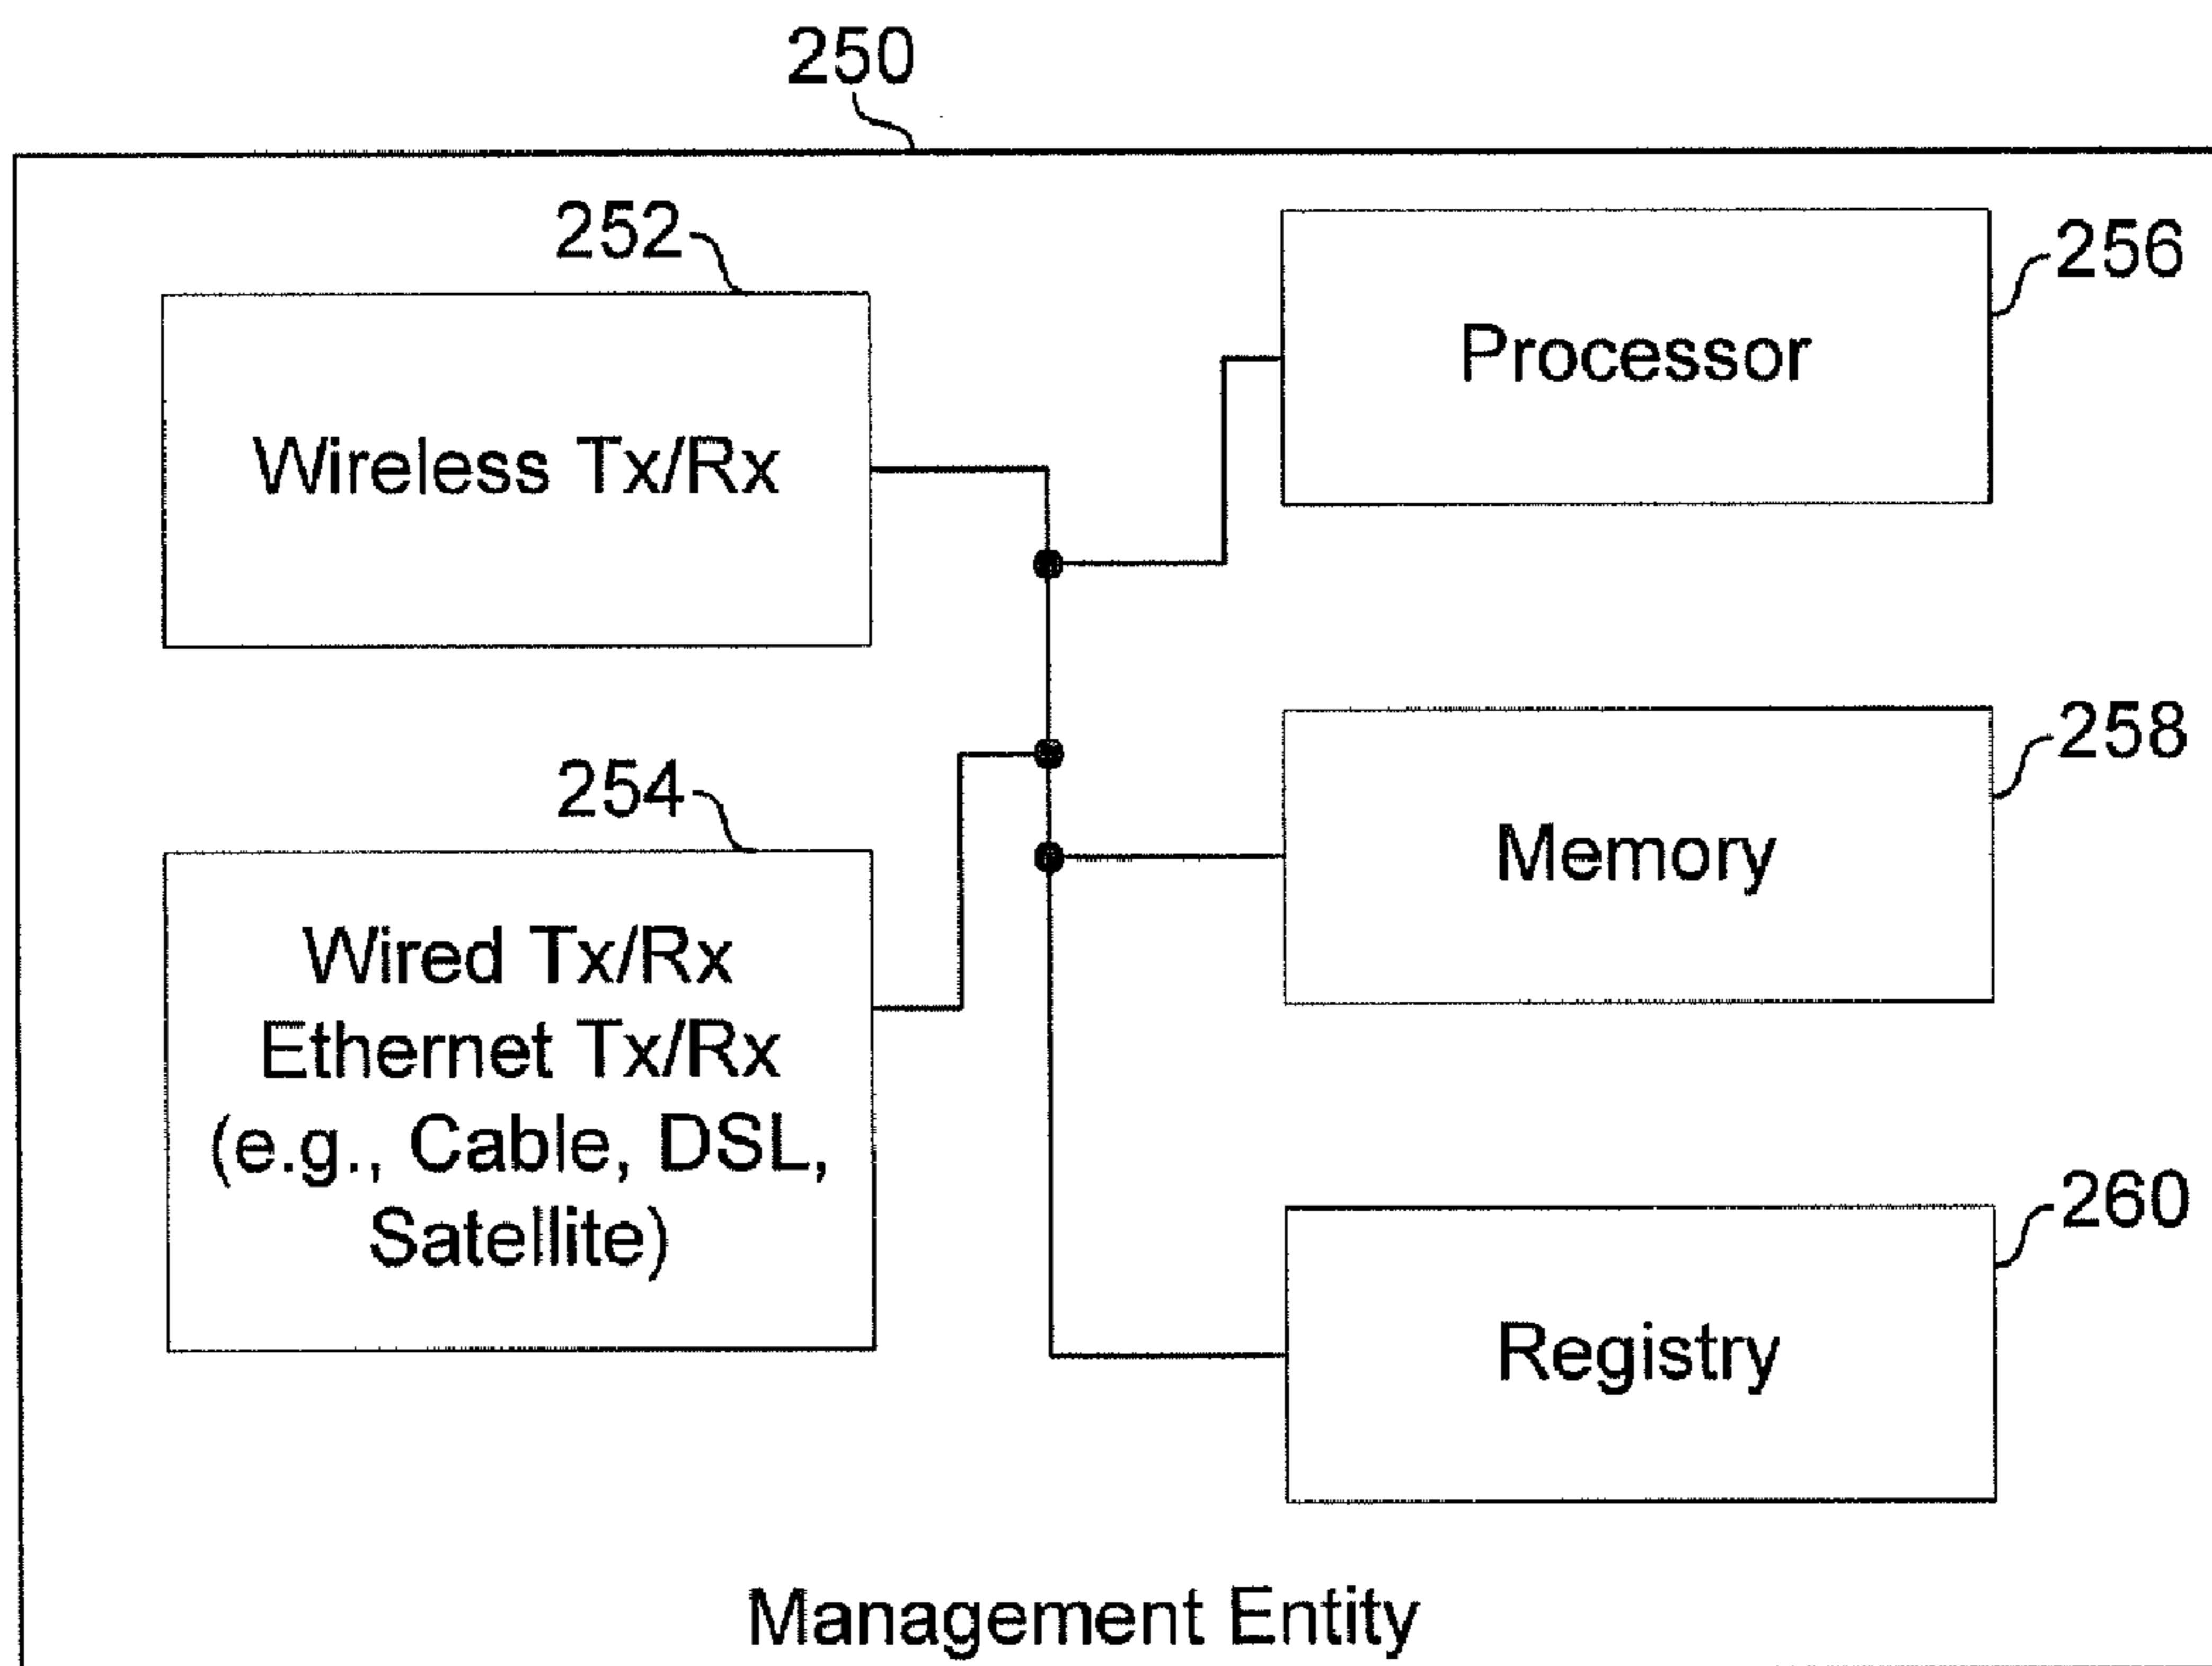 250
252
256
Wireless Tx/Rx
Processor
254
258
Wired Tx/Rx
Ethernet Tx/Rx
(e.g., Cable, DSL,
Satellite)
Memory
260
Registry
Management Entity